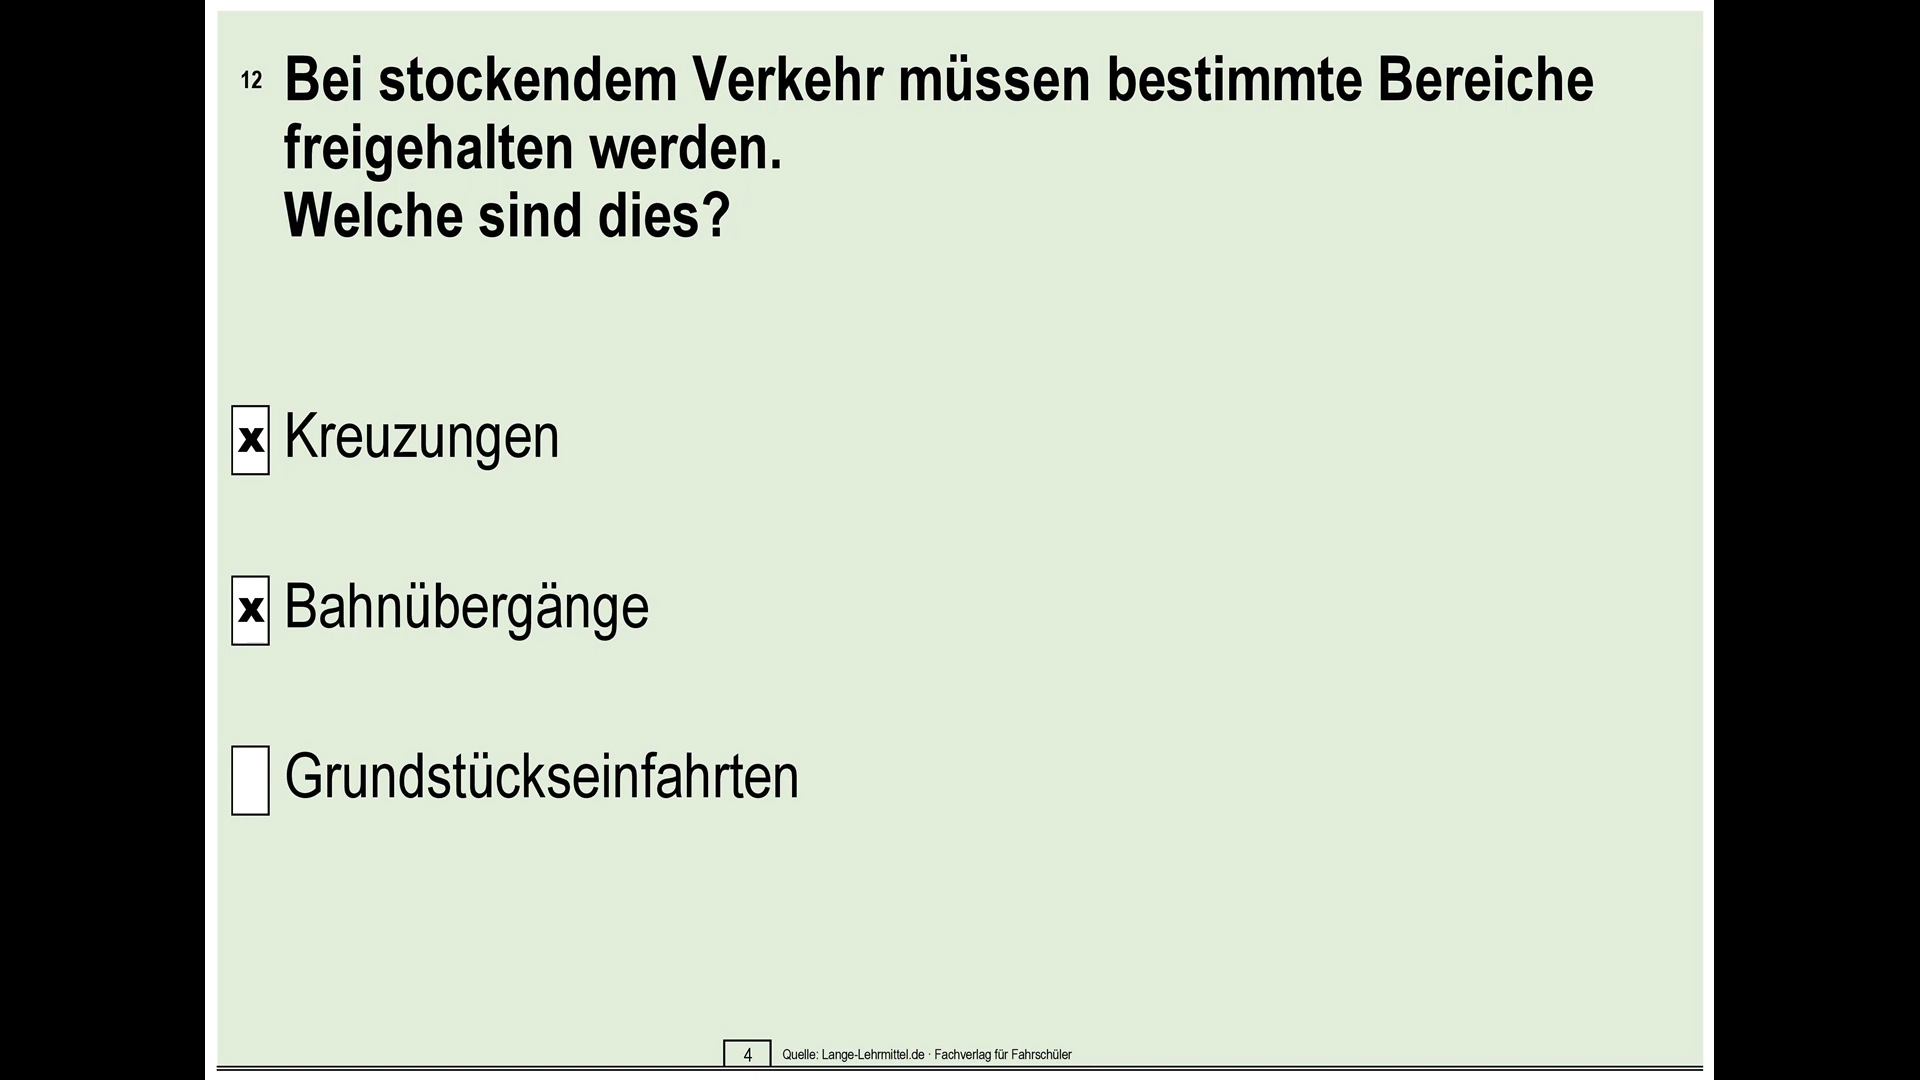 12 Bei stockendem Verkehr müssen bestimmte Bereiche
freigehalten werden.
Welche sind dies?
x Kreuzungen
x Bahnübergänge
Grundstückseinfahrten
4 Quelle: Lange-Lehrmittel.de · Fachverlag für Fahrschüler